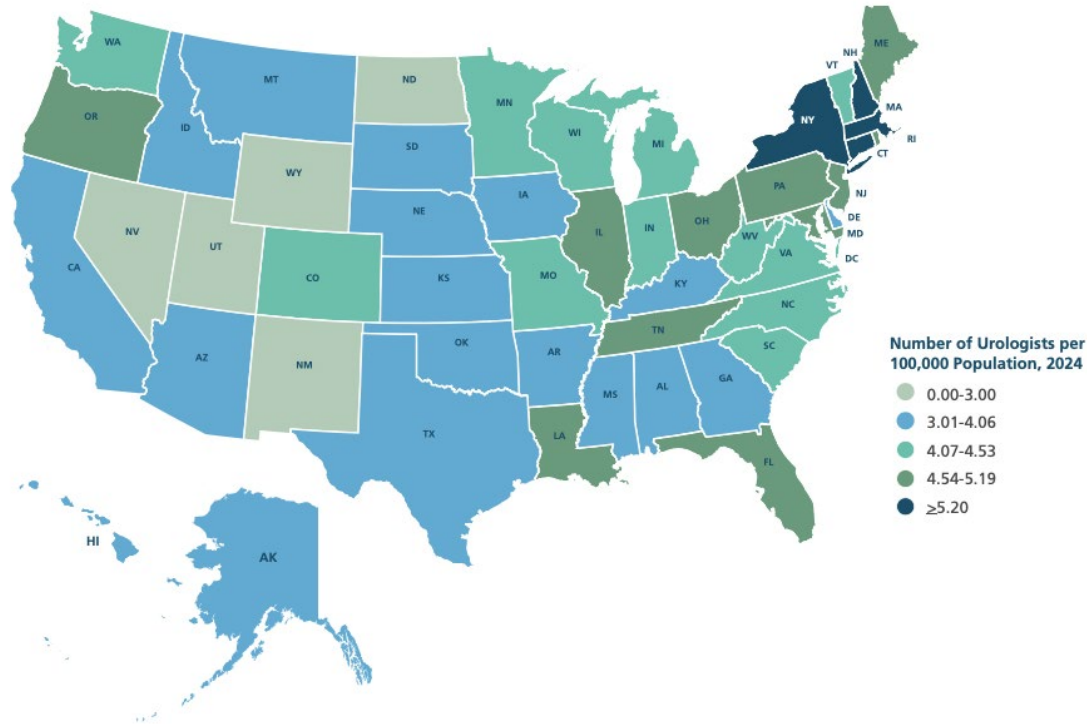 WA
MT
ND
MN
VT
NH
ME
OR
ID
SD
WI
MI
NY
MA
RI
CT
WY
IA
PA
NJ
NE
NV
UT
IL
IN
OH
DE
MD
WV
VA
DC
CA
CO
KS
MO
KY
NC
TN
AZ
NM
OK
AR
SC
MS
AL
GA
TX
LA
FL
HI
AK
Number of Urologists per
100,000 Population, 2024
0.00-3.00
3.01-4.06
4.07-4.53
4.54-5.19
≥5.20